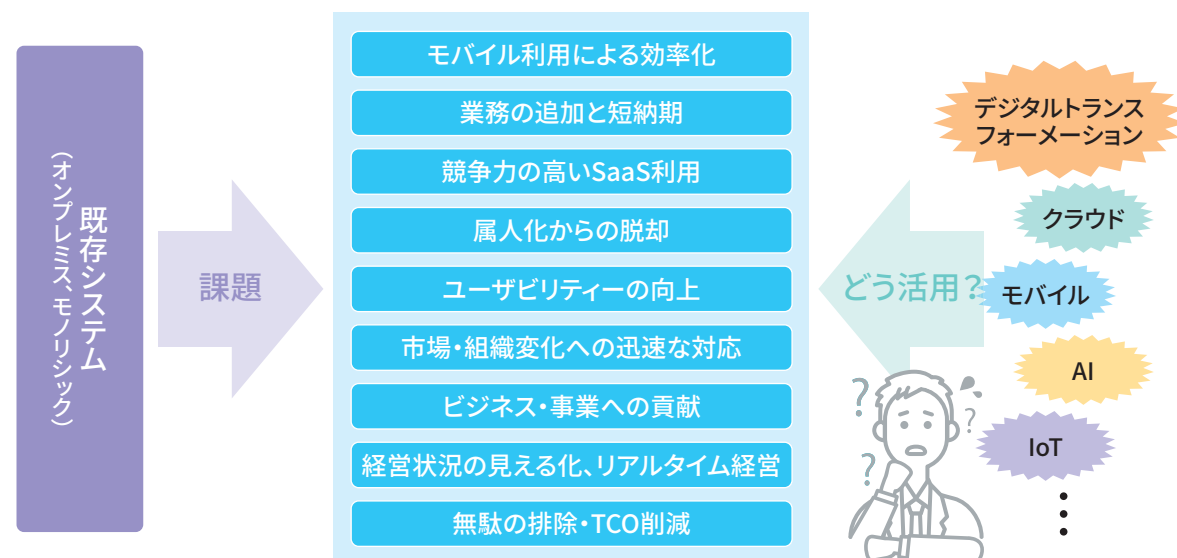 既存システム
（オンプレミス、モノリシック）
課題
モバイル利用による効率化
業務の追加と短納期
競争力の高いSaaS利用
属人化からの脱却
ユーザビリティーの向上
市場・組織変化への迅速な対応
ビジネス・事業への貢献
経営状況の見える化、リアルタイム経営
無駄の排除・TCO削減
どう活用？
デジタルトランス
フォーメーション
クラウド
モバイル
AI
IoT
?
?
?